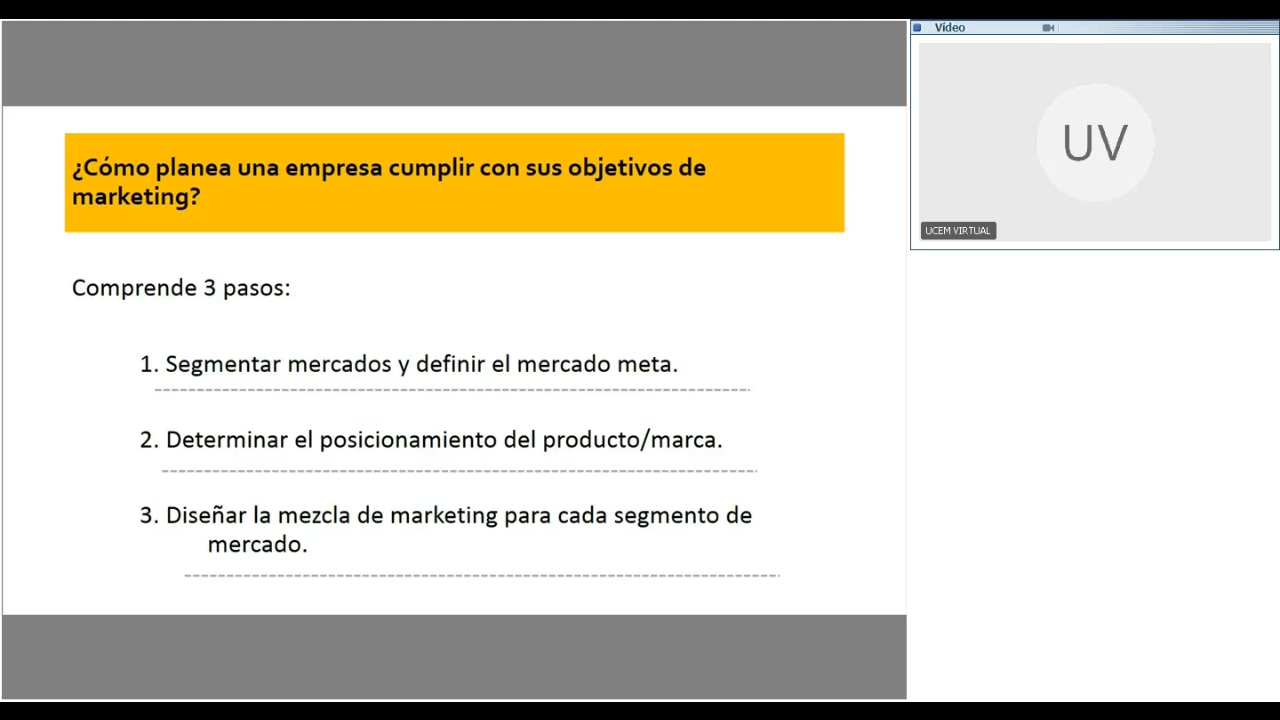 ¿Cómo planea una empresa cumplir con sus objetivos de
marketing?
Comprende 3 pasos:
1. Segmentar mercados y definir el mercado meta.
2. Determinar el posicionamiento del producto/marca.
3. Diseñar la mezcla de marketing para cada segmento de
mercado.
Vídeo
UV
UCEM VIRTUAL